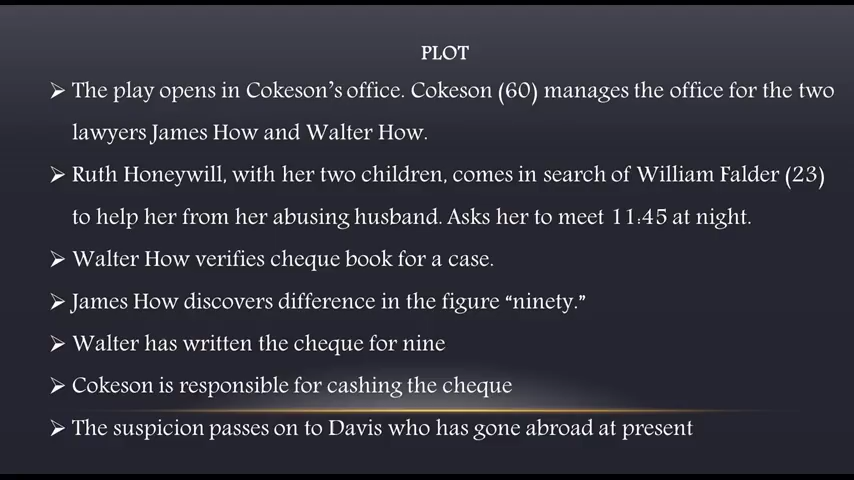 PLOT
➢ The play opens in Cokeson's office. Cokeson (60) manages the office for the two
lawyers James How and Walter How.
➢ Ruth Honeywill, with her two children, comes in search of William Falder (23)
to help her from her abusing husband. Asks her to meet 11:45 at night.
➢ Walter How verifies cheque book for a case.
➢ James How discovers difference in the figure “ninety.”
➢ Walter has written the cheque for nine
➢ Cokeson is responsible for cashing the cheque
➢ The suspicion passes on to Davis who has gone abroad at present